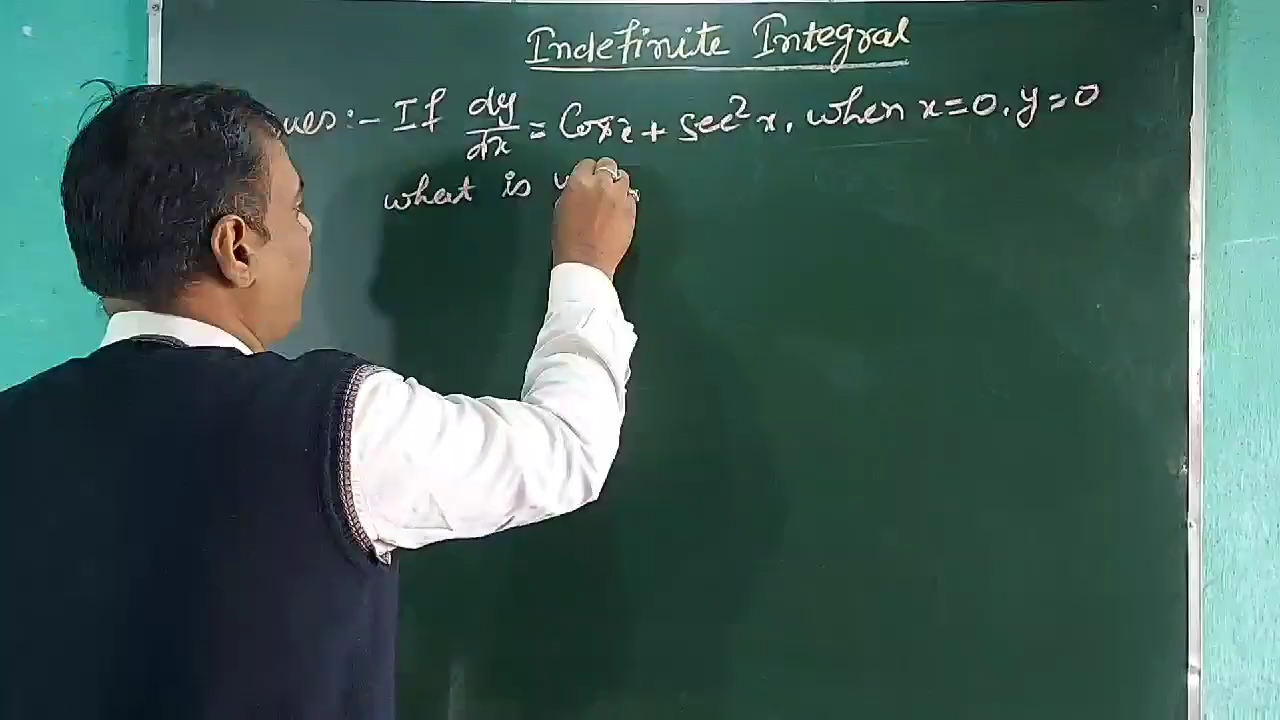 Indefinite Integral
ues :- If dy/dx = Cosx + sec²x, when x=0, y=0
what is y